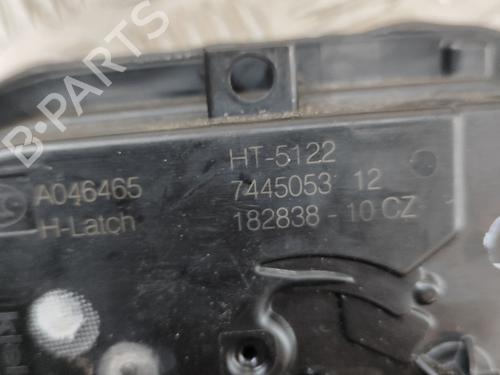 B-PARTS
HT-5122
A046465
7445053 12
H-Latch
182838 - 10 CZ